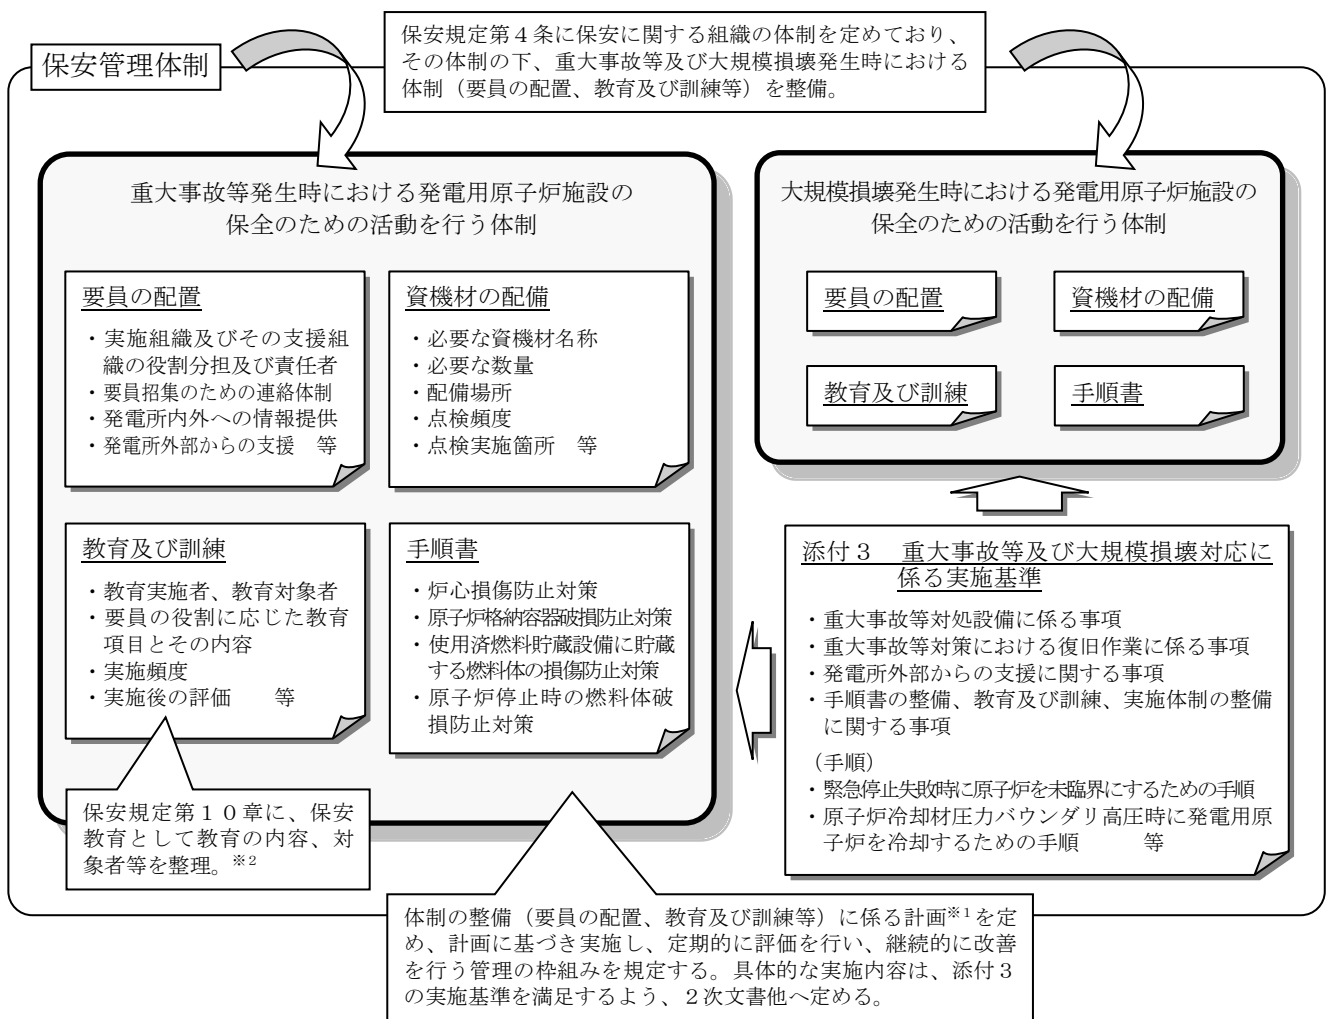 保安管理体制
保安規定第４条に保安に関する組織の体制を定めており、
その体制の下、重大事故等及び大規模損壊発生時における
体制（要員の配置、教育及び訓練等）を整備。
重大事故等発生時における発電用原子炉施設の
保全のための活動を行う体制
要員の配置
・実施組織及びその支援組
織の役割分担及び責任者
・要員招集のための連絡体制
・発電所内外への情報提供
・発電所外部からの支援　等
資機材の配備
・必要な資機材名称
・必要な数量
・配備場所
・点検頻度
・点検実施箇所　等
教育及び訓練
・教育実施者、教育対象者
・要員の役割に応じた教育
項目とその内容
・実施頻度
・実施後の評価　　等
手順書
・炉心損傷防止対策
・原子炉格納容器破損防止対策
・使用済燃料貯蔵設備に貯蔵
する燃料体の損傷防止対策
・原子炉停止時の燃料体破
損防止対策
保安規定第１０章に、保安
教育として教育の内容、対
象者等を整理。※2
大規模損壊発生時における発電用原子炉施設の
保全のための活動を行う体制
要員の配置
資機材の配備
教育及び訓練
手順書
添付３　重大事故等及び大規模損壊対応に
係る実施基準
・重大事故等対処設備に係る事項
・重大事故等対策における復旧作業に係る事項
・発電所外部からの支援に関する事項
・手順書の整備、教育及び訓練、実施体制の整備
に関する事項
（手順）
・緊急停止失敗時に原子炉を未臨界にするための手順
・原子炉冷却材圧力バウンダリ高圧時に発電用原
子炉を冷却するための手順　　　等
体制の整備（要員の配置、教育及び訓練等）に係る計画※1を定
め、計画に基づき実施し、定期的に評価を行い、継続的に改善
を行う管理の枠組みを規定する。具体的な実施内容は、添付３
の実施基準を満足するよう、２次文書他へ定める。